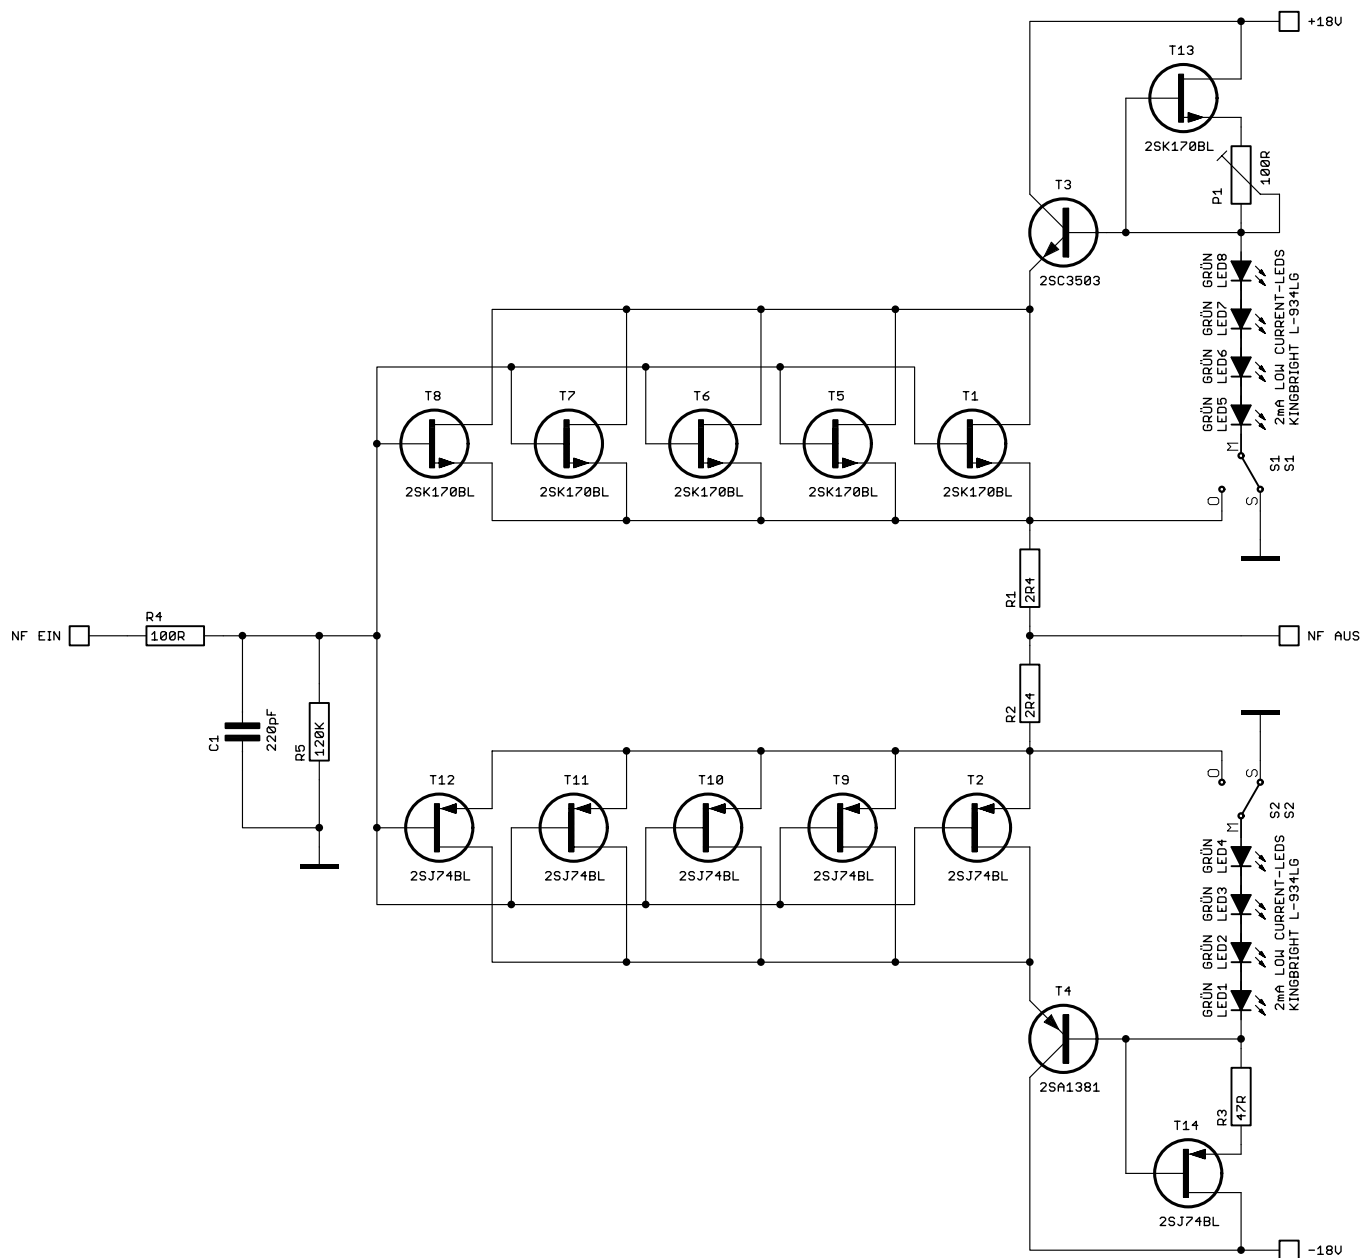 +18V
T13
2SK170BL
100R
P1
T3
2SC3503
GRÜN
LED8
GRÜN
LED7
GRÜN
LED6
GRÜN
LED5
2mA LOW CURRENT-LEDS
KINGBRIGHT L-934LG
T8
T7
T6
T5
T1
2SK170BL
2SK170BL
2SK170BL
2SK170BL
2SK170BL
M
S1
S1
O
S
R1
2R4
NF EIN
R4
100R
NF AUS
R2
2R4
C1
220pF
R5
120K
O
S
M
S2
S2
T12
T11
T10
T9
T2
2SJ74BL
2SJ74BL
2SJ74BL
2SJ74BL
2SJ74BL
GRÜN
LED4
GRÜN
LED3
GRÜN
LED2
GRÜN
LED1
2mA LOW CURRENT-LEDS
KINGBRIGHT L-934LG
T4
2SA1381
R3
47R
T14
2SJ74BL
-18V